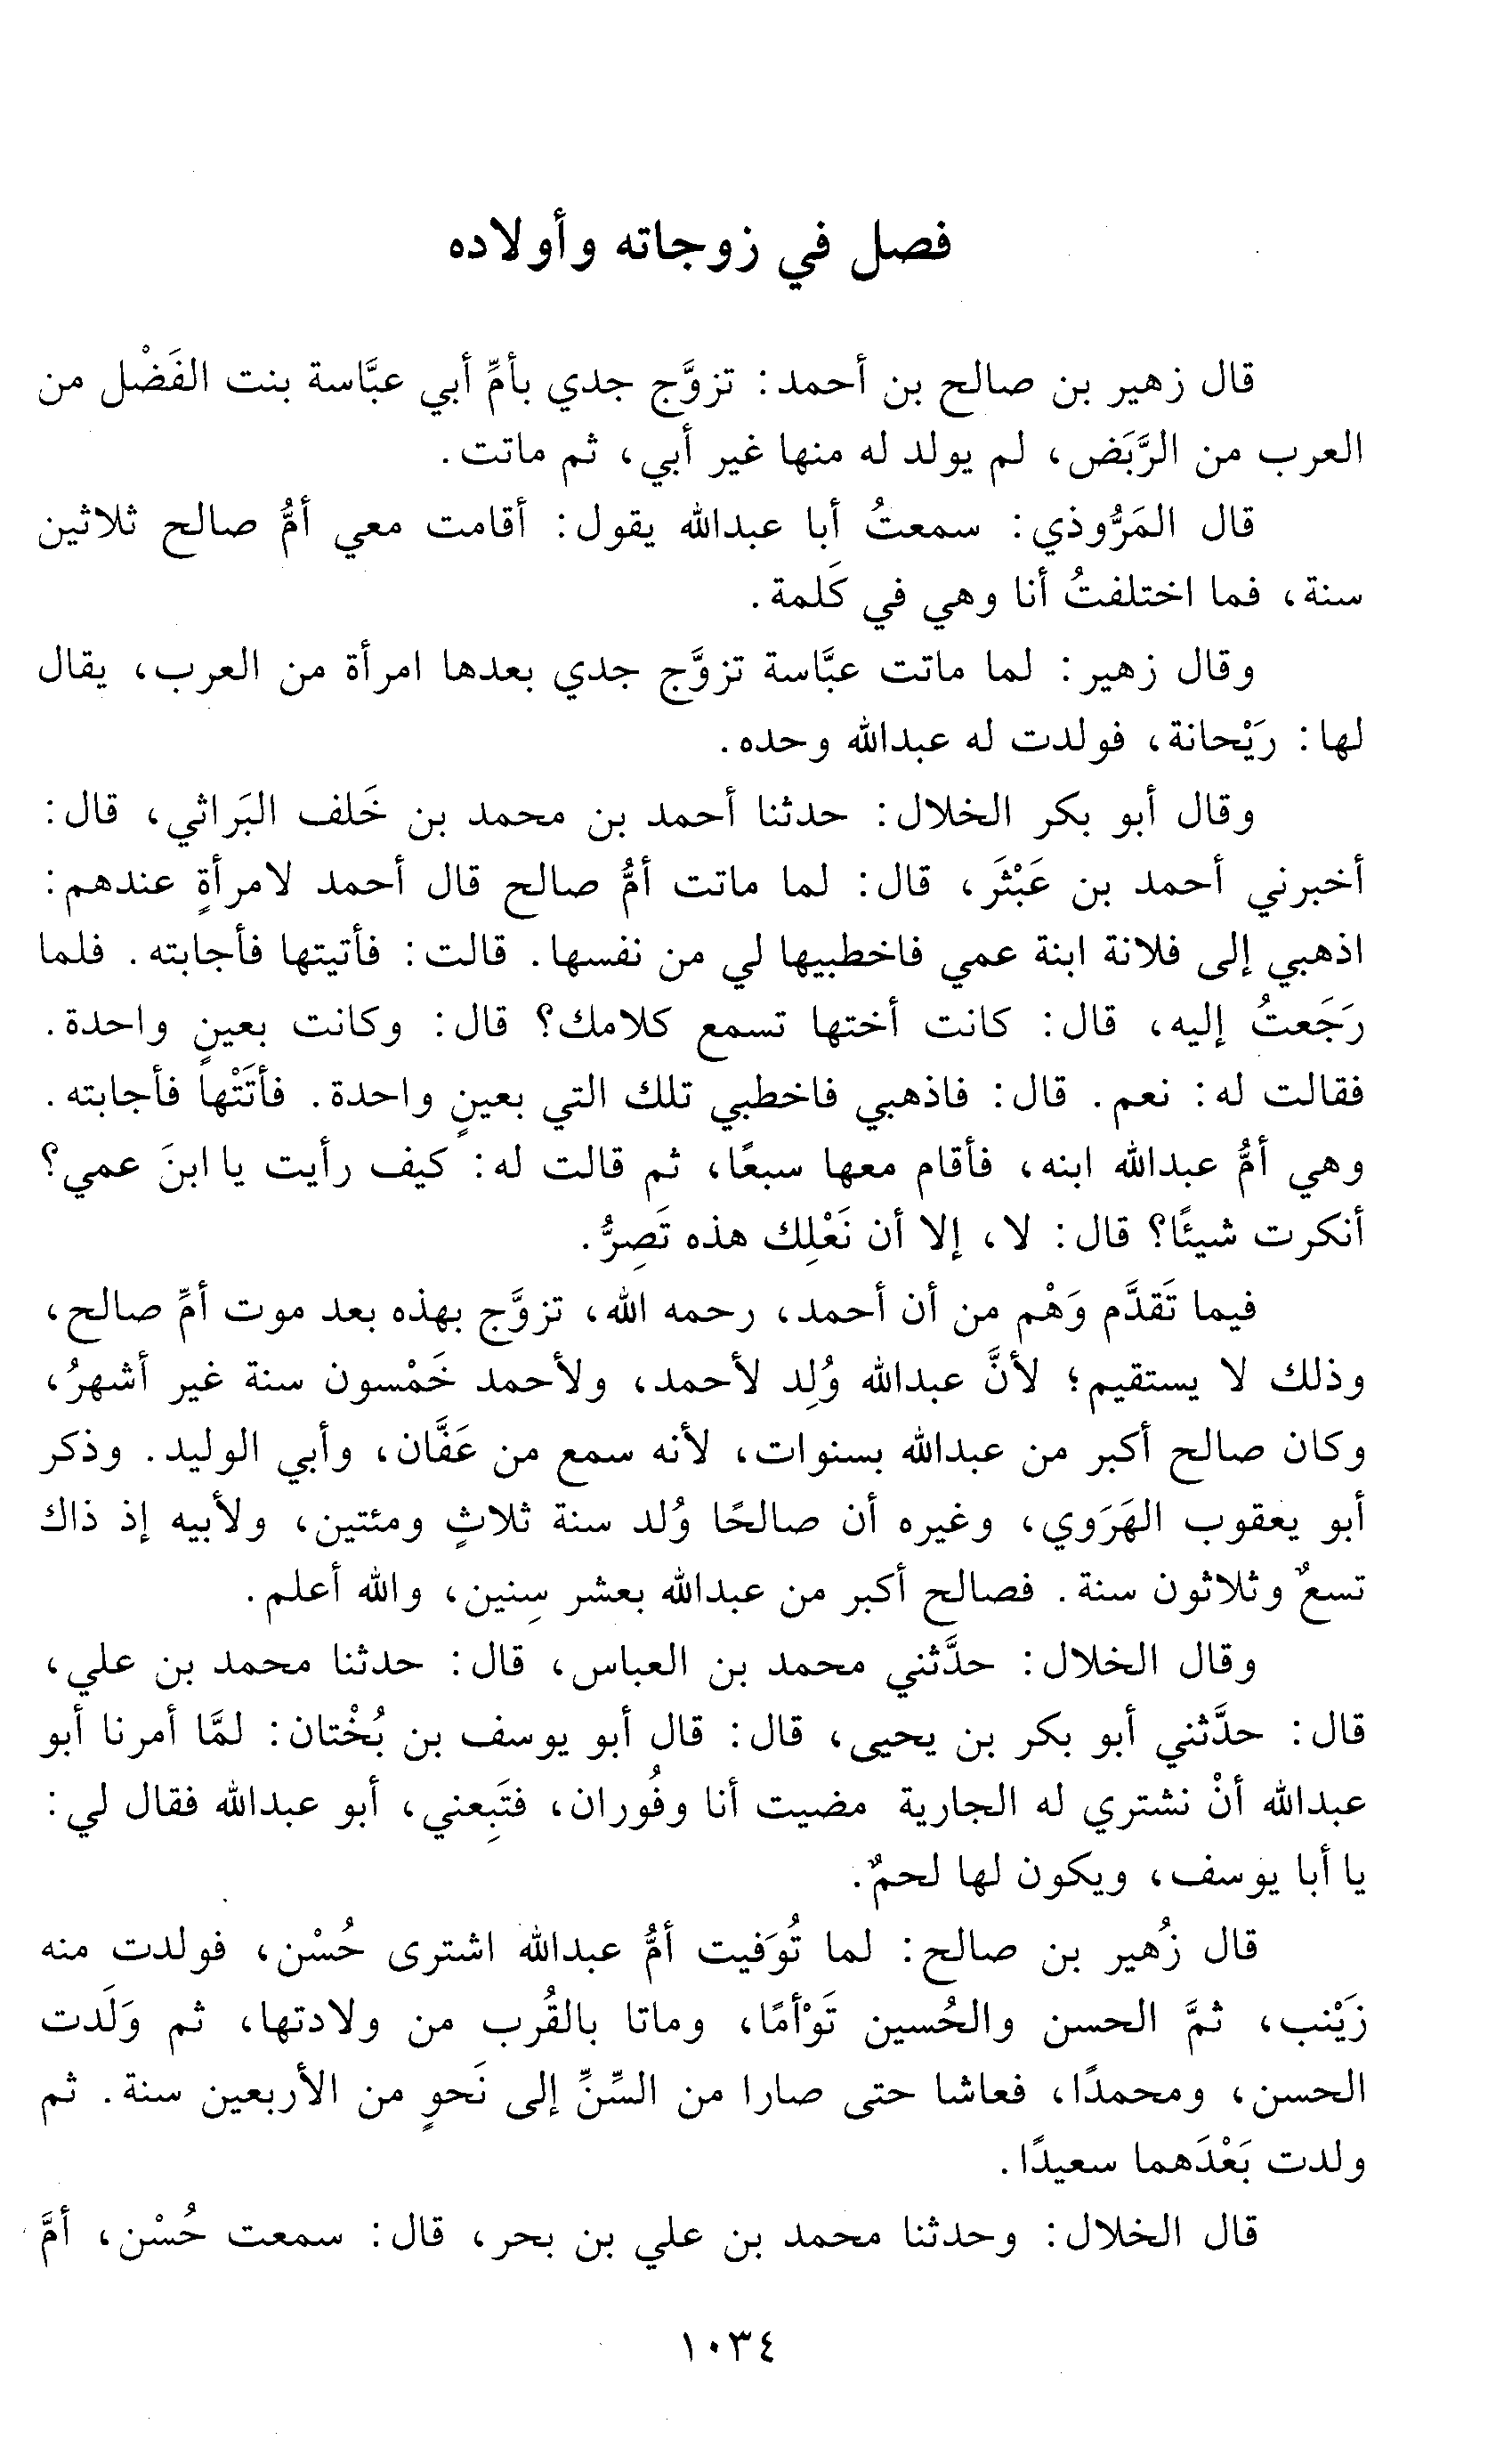 فصل في زوجاته وأولاده
قال زهير بن صالح بن أحمد: تزوَّج جدي بأمِّ أبي عبَّاسة بنت الفَضْل من
العرب من الرَّبَض، لم يولد له منها غير أبي، ثم ماتت.
قال المَرُّوذي: سمعتُ أبا عبدالله يقول: أقامت معي أمُّ صالح ثلاثين
سنة، فما اختلفتُ أنا وهي في كَلمة.
وقال زهير: لما ماتت عبَّاسة تزوَّج جدي بعدها امرأة من العرب، يقال
لها: رَيْحانة، فولدت له عبدالله وحده.
وقال أبو بكر الخلال: حدثنا أحمد بن محمد بن خَلف البَراثي، قال:
أخبرني أحمد بن عَبْثَر، قال: لما ماتت أمُّ صالح قال أحمد لامرأةٍ عندهم:
اذهبي إلى فلانة ابنة عمي فاخطبيها لي من نفسها. قالت: فأتيتها فأجابته. فلما
رَجَعتُ إليه، قال: كانت أختها تسمع كلامك؟ قال: وكانت بعينٍ واحدة.
فقالت له: نعم. قال: فاذهبي فاخطبي تلك التي بعينٍ واحدة. فأتَتْها فأجابته.
وهي أمُّ عبدالله ابنه، فأقام معها سبعًا، ثم قالت له: كيف رأيت يا ابنَ عمي؟
أنكرت شيئًا؟ قال: لا، إلا أن نَعْلِك هذه تَصِرُّ.
فيما تَقدَّم وَهْم من أن أحمد، رحمه الله، تزوَّج بهذه بعد موت أمِّ صالح،
وذلك لا يستقيم؛ لأنَّ عبدالله وُلِد لأحمد، ولأحمد خَمْسون سنة غير أشهرُ،
وكان صالح أكبر من عبدالله بسنوات، لأنه سمع من عَفَّان، وأبي الوليد. وذكر
أبو يعقوب الهَرَوي، وغيره أن صالحًا وُلد سنة ثلاثٍ ومئتين، ولأبيه إذ ذاك
تسعٌ وثلاثون سنة. فصالح أكبر من عبدالله بعشر سِنين، والله أعلم.
وقال الخلال: حدَّثني محمد بن العباس، قال: حدثنا محمد بن علي،
قال: حدَّثني أبو بكر بن يحيى، قال: قال أبو يوسف بن بُخْتان: لمَّا أمرنا أبو
عبدالله أنْ نشتري له الجارية مضيت أنا وفُوران، فتَبِعني، أبو عبدالله فقال لي:
يا أبا يوسف، ويكون لها لحمٌ.
قال زُهير بن صالح: لما تُوَفيت أمُّ عبدالله اشترى حُسْن، فولدت منه
زَيْنب، ثمَّ الحسن والحُسين تَوْأمًا، وماتا بالقُرب من ولادتها، ثم وَلَدت
الحسن، ومحمدًا، فعاشا حتى صارا من السِّنِّ إلى نَحوٍ من الأربعين سنة. ثم
ولدت بَعْدَهما سعيدًا.
قال الخلال: وحدثنا محمد بن علي بن بحر، قال: سمعت حُسْن، أمَّ
١٠٣٤